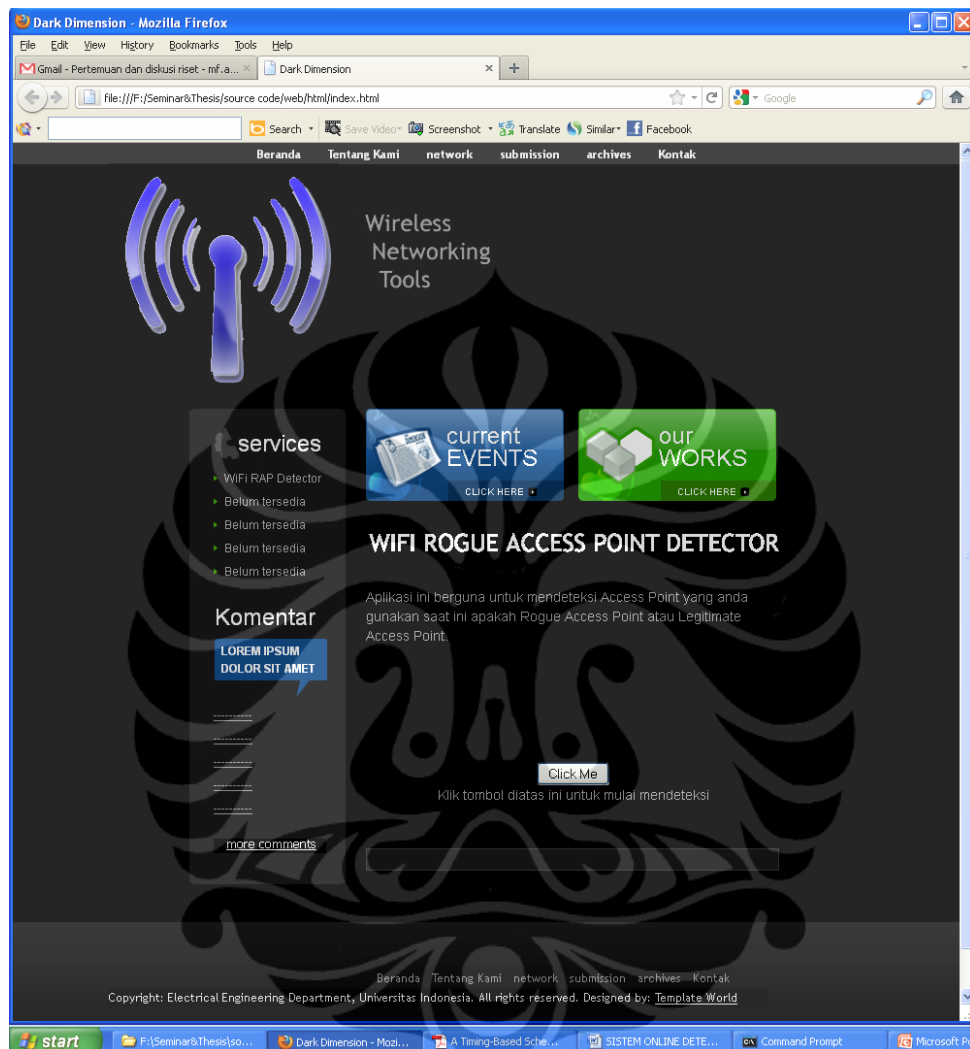 Dark Dimension - Mozilla Firefox
File Edit View History Bookmarks Tools Help
Gmail - Pertemuan dan diskusi riset - mf.a... Dark Dimension
file:///F:/Seminar&Thesis/source code/web/html/index.html Google
Search Save Video Screenshot Translate Similar Facebook
Beranda Tentang Kami network submission archives Kontak
Wireless
Networking
Tools
services
WiFi RAP Detector
Belum tersedia
Belum tersedia
Belum tersedia
Belum tersedia
Komentar
LOREM IPSUM
DOLOR SIT AMET
----------
----------
----------
----------
----------
more comments
current
EVENTS
CLICK HERE
our
WORKS
CLICK HERE
WIFI ROGUE ACCESS POINT DETECTOR
Aplikasi ini berguna untuk mendeteksi Access Point yang anda
gunakan saat ini apakah Rogue Access Point atau Legitimate
Access Point.
Click Me
Klik tombol diatas ini untuk mulai mendeteksi
Beranda Tentang Kami network submission archives Kontak
Copyright: Electrical Engineering Department, Universitas Indonesia. All rights reserved. Designed by: Template World
start F:\Seminar&Thesis\so... Dark Dimension - Mozi... A Timing-Based Sche... SISTEM ONLINE DETE... Command Prompt Microsoft P